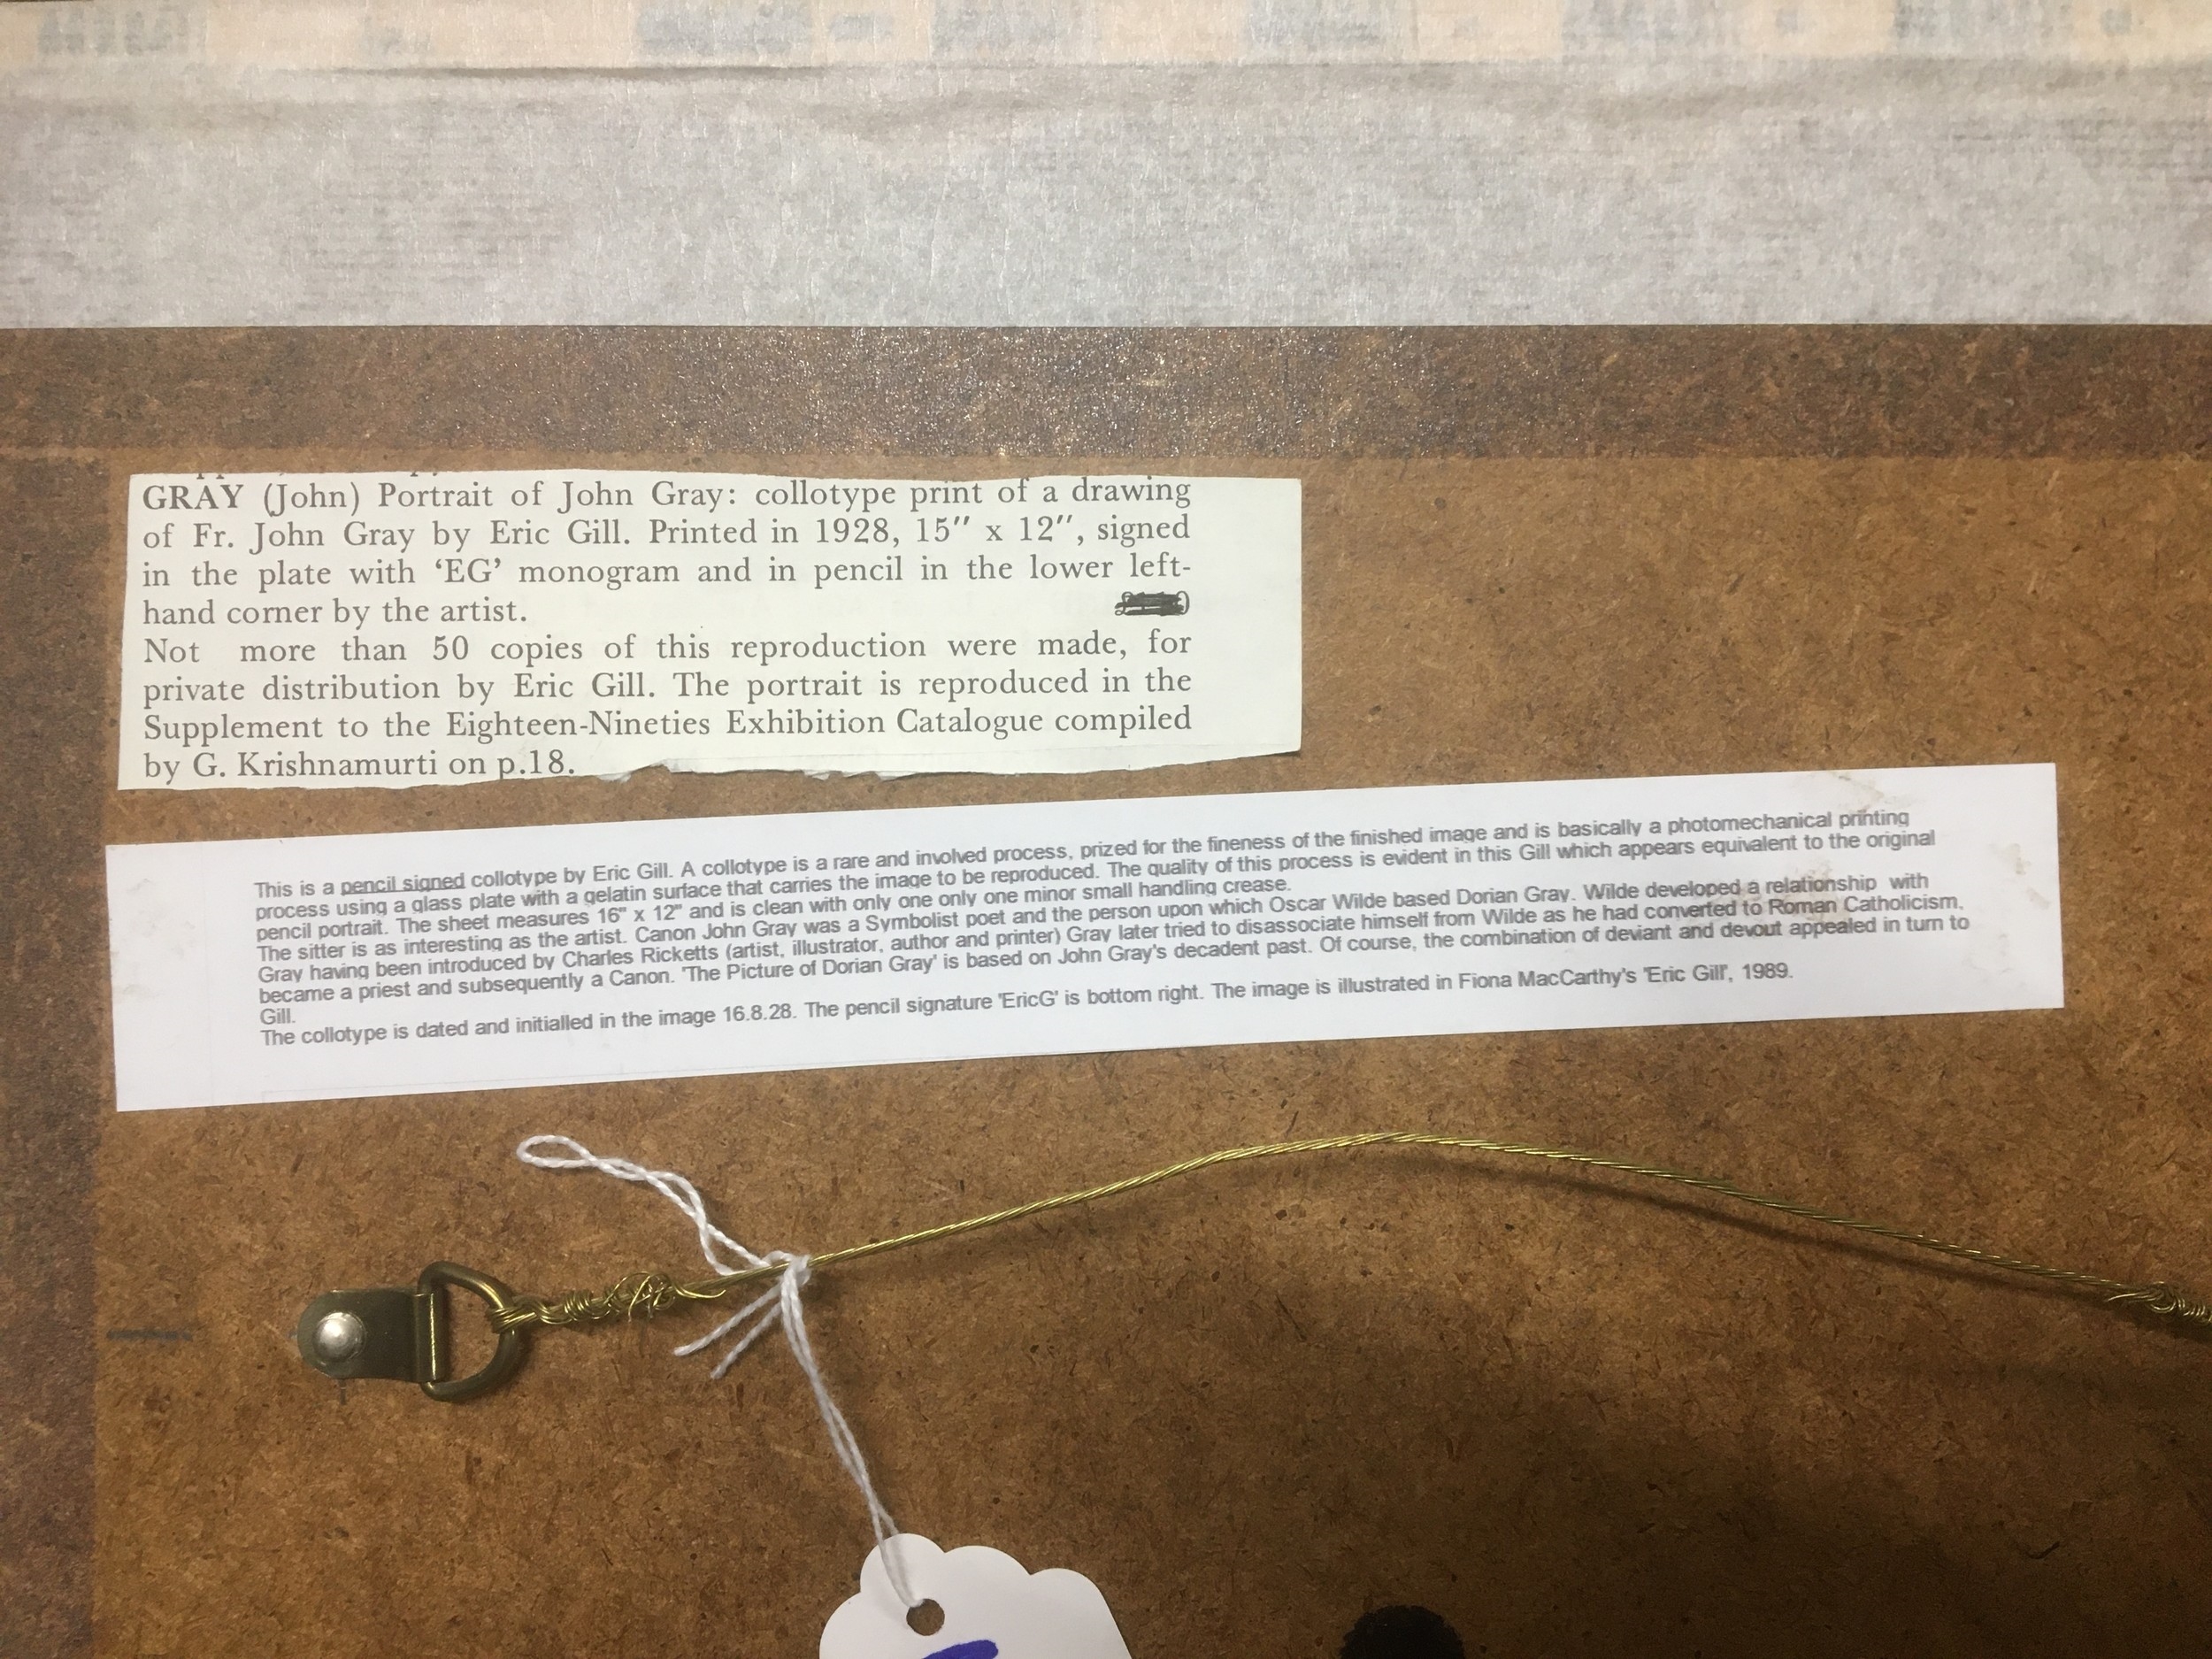 GRAY (John) Portrait of John Gray: collotype print of a drawing
of Fr. John Gray by Eric Gill. Printed in 1928, 15″ x 12″, signed
in the plate with ‘EG’ monogram and in pencil in the lower left-
hand corner by the artist.
Not more than 50 copies of this reproduction were made, for
private distribution by Eric Gill. The portrait is reproduced in the
Supplement to the Eighteen-Nineties Exhibition Catalogue compiled
by G. Krishnamurti on p.18.
This is a pencil signed collotype by Eric Gill. A collotype is a rare and involved process, prized for the fineness of the finished image and is basically a photomechanical printing
process using a glass plate with a gelatin surface that carries the image to be reproduced. The quality of this process is evident in this Gill which appears equivalent to the original
pencil portrait. The sheet measures 16" x 12" and is clean with only one only one minor small handling crease.
The sitter is as interesting as the artist. Canon John Gray was a Symbolist poet and the person upon which Oscar Wilde based Dorian Gray. Wilde developed a relationship with
Gray having been introduced by Charles Ricketts (artist, illustrator, author and printer) Gray later tried to disassociate himself from Wilde as he had converted to Roman Catholicism,
became a priest and subsequently a Canon. 'The Picture of Dorian Gray' is based on John Gray's decadent past. Of course, the combination of deviant and devout appealed in turn to
Gill.
The collotype is dated and initialled in the image 16.8.28. The pencil signature 'EricG' is bottom right. The image is illustrated in Fiona MacCarthy's 'Eric Gill', 1989.